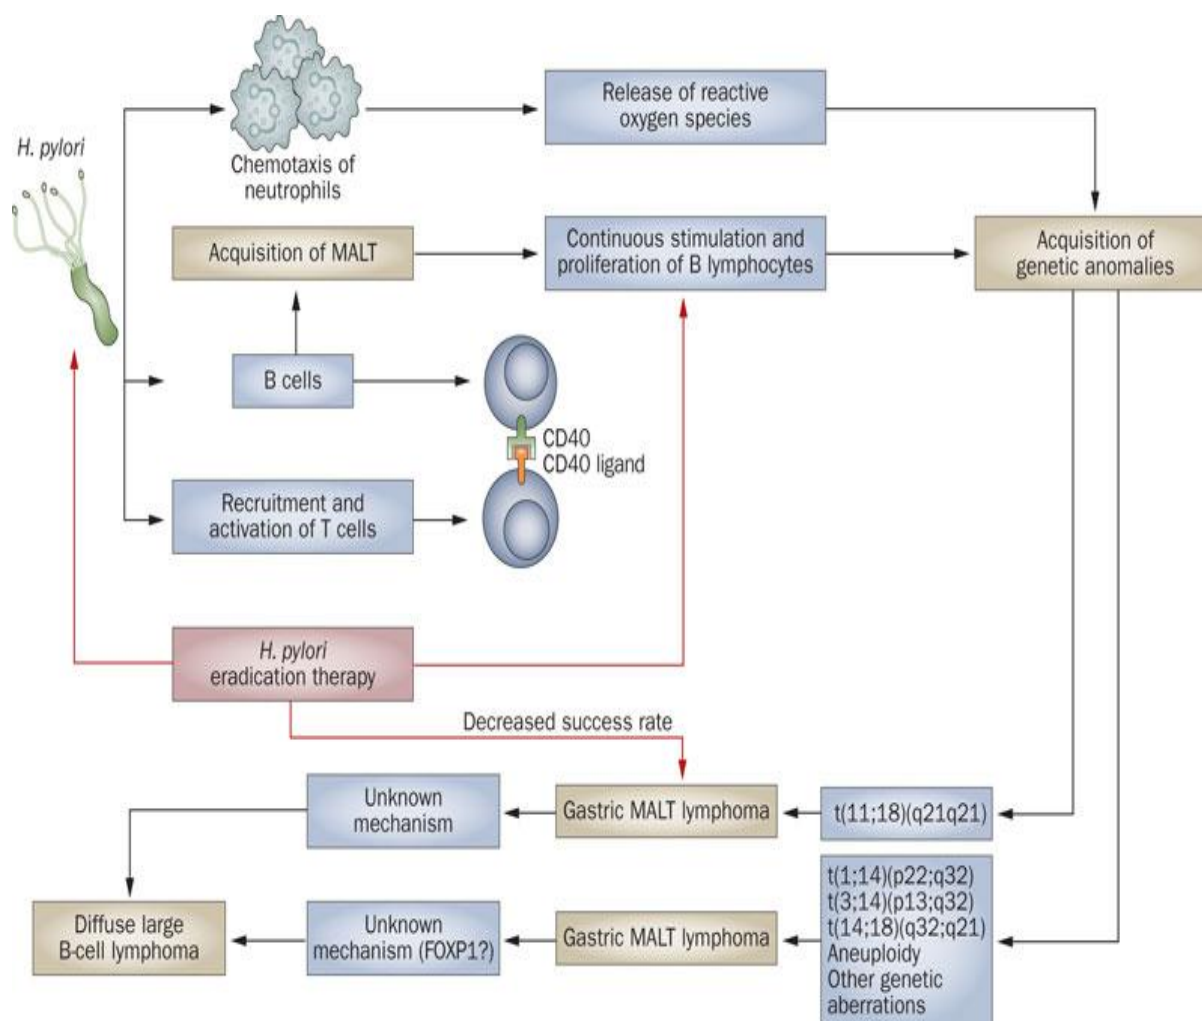 H. pylori
Chemotaxis of
neutrophils
Release of reactive
oxygen species
Acquisition of MALT
Continuous stimulation and
proliferation of B lymphocytes
Acquisition of
genetic anomalies
B cells
CD40
CD40 ligand
Recruitment and
activation of T cells
H. pylori
eradication therapy
Decreased success rate
Unknown
mechanism
Gastric MALT lymphoma
t(11;18)(q21q21)
Diffuse large
B-cell lymphoma
Unknown
mechanism (FOXP1?)
Gastric MALT lymphoma
t(1;14)(p22;q32)
t(3;14)(p13;q32)
t(14;18)(q32;q21)
Aneuploidy
Other genetic
aberrations